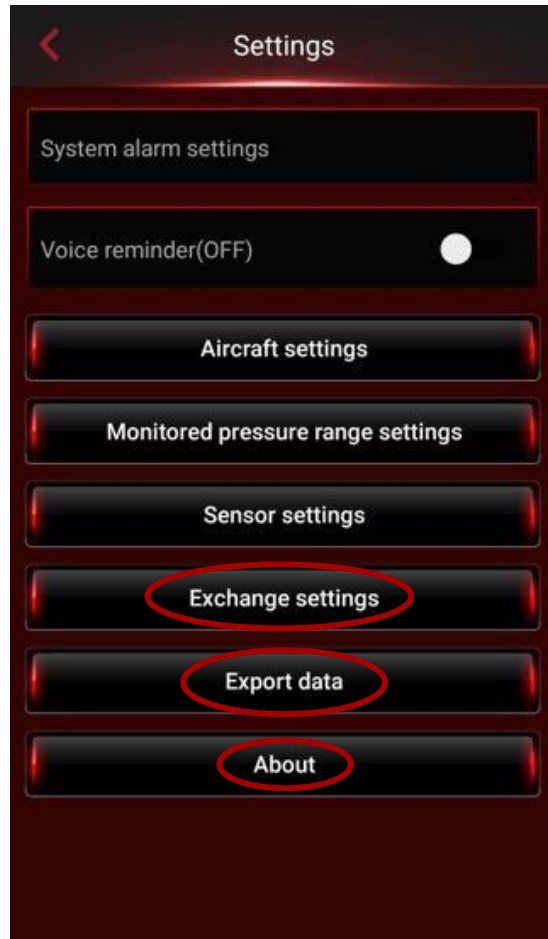 Settings
System alarm settings
Voice reminder(OFF)
Aircraft settings
Monitored pressure range settings
Sensor settings
Exchange settings
Export data
About